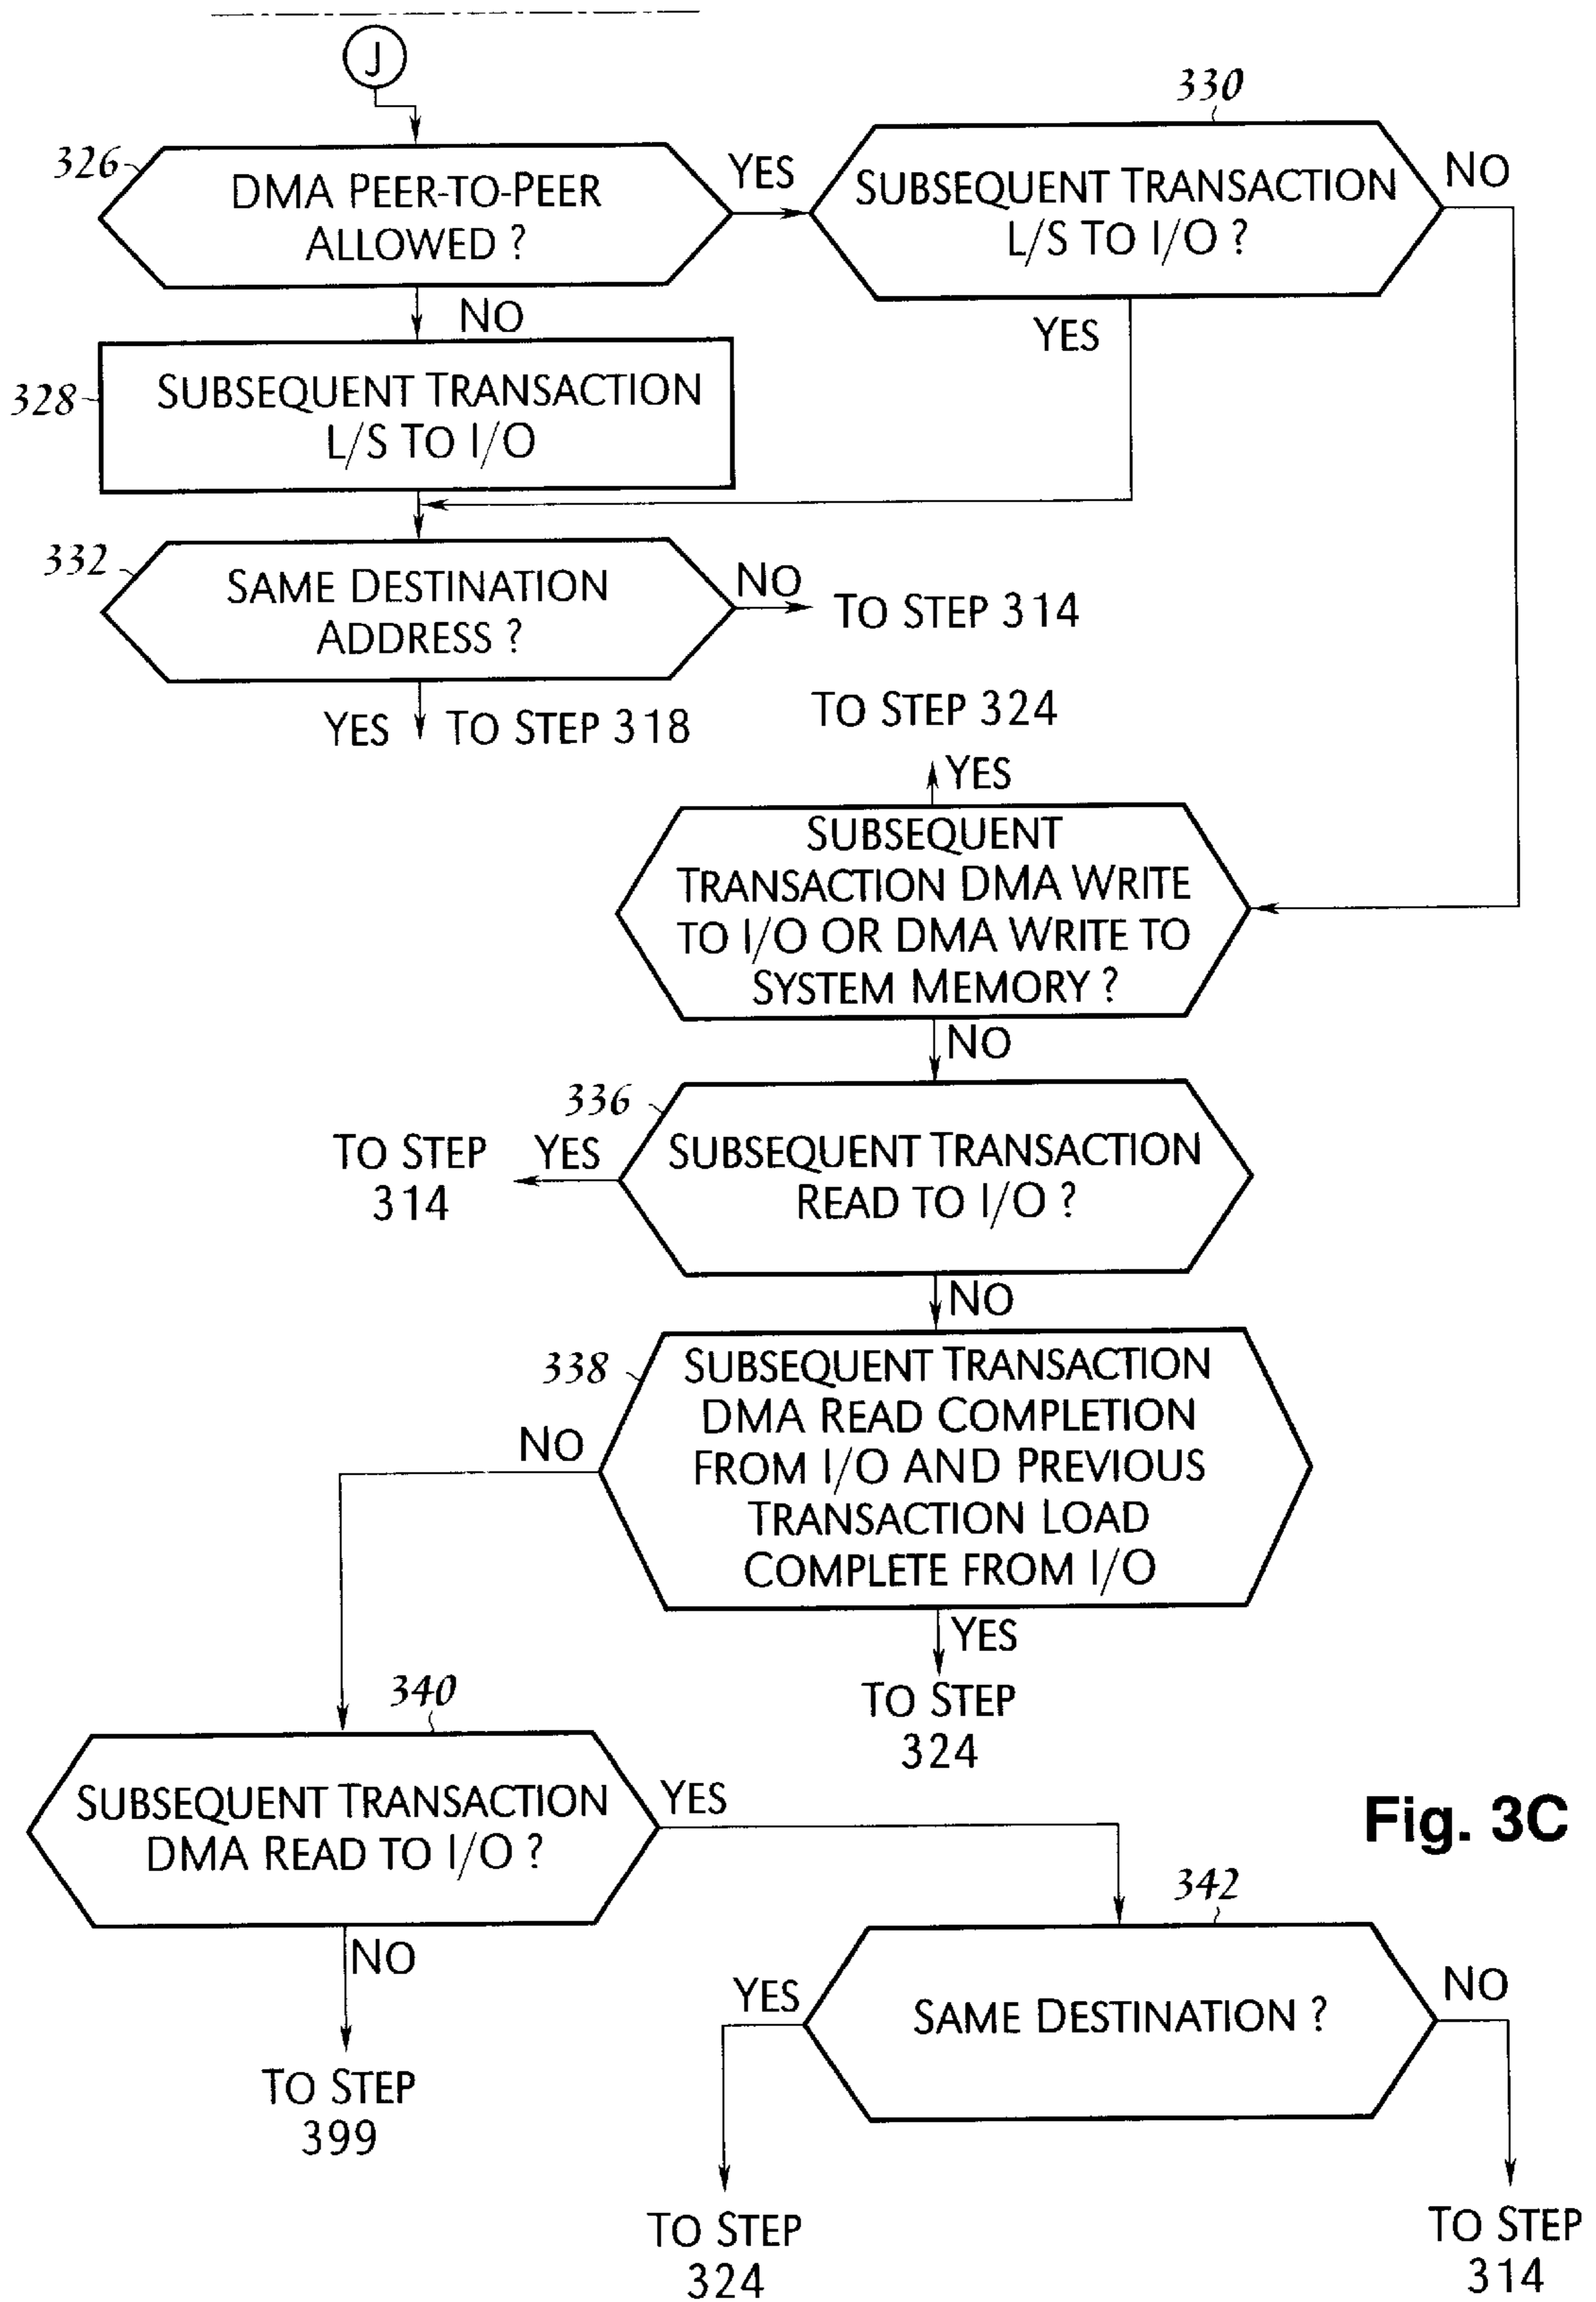 J
326
DMA PEER-TO-PEER
ALLOWED ?
YES
330
SUBSEQUENT TRANSACTION
L/S TO I/O ?
NO
NO
YES
328
SUBSEQUENT TRANSACTION
L/S TO I/O
332
SAME DESTINATION
ADDRESS ?
NO
TO STEP 314
YES
TO STEP 318
TO STEP 324
YES
SUBSEQUENT
TRANSACTION DMA WRITE
TO I/O OR DMA WRITE TO
SYSTEM MEMORY ?
NO
336
SUBSEQUENT TRANSACTION
READ TO I/O ?
YES
TO STEP
314
NO
338
SUBSEQUENT TRANSACTION
DMA READ COMPLETION
FROM I/O AND PREVIOUS
TRANSACTION LOAD
COMPLETE FROM I/O
NO
YES
TO STEP
324
340
SUBSEQUENT TRANSACTION
DMA READ TO I/O ?
YES
Fig. 3C
NO
TO STEP
399
342
SAME DESTINATION ?
YES
NO
TO STEP
324
TO STEP
314